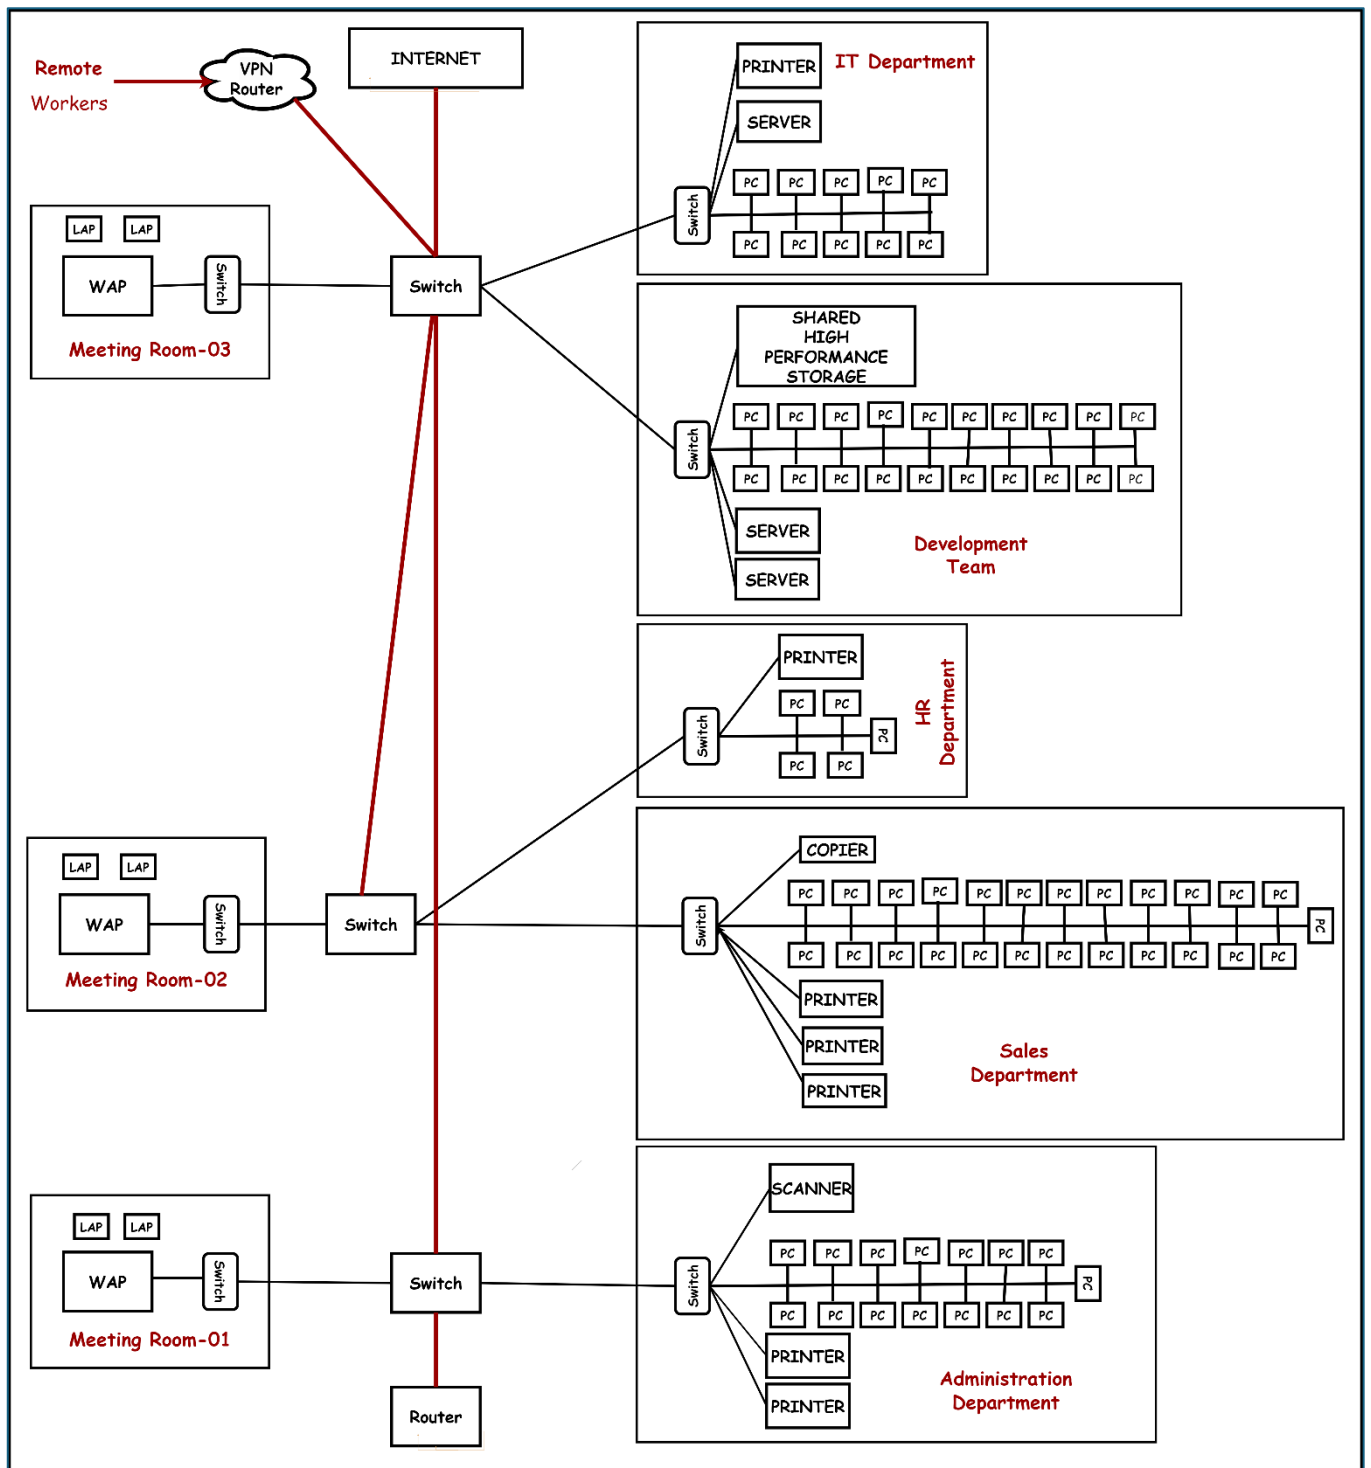 Remote
Workers
VPN
Router
INTERNET
IT Department
PRINTER
SERVER
Switch
PC PC PC PC PC
PC PC PC PC PC
LAP LAP
WAP
Switch
Meeting Room-03
Switch
SHARED
HIGH
PERFORMANCE
STORAGE
Switch
PC PC PC PC PC PC PC PC PC PC
PC PC PC PC PC PC PC PC PC PC
SERVER
SERVER
Development
Team
PRINTER
Switch
PC PC
PC
PC PC
HR
Department
LAP LAP
WAP
Switch
Meeting Room-02
Switch
COPIER
Switch
PC PC PC PC PC PC PC PC PC PC PC PC
PC
PC PC PC PC PC PC PC PC PC PC PC PC
PRINTER
PRINTER
PRINTER
Sales
Department
LAP LAP
WAP
Switch
Meeting Room-01
Switch
Router
SCANNER
Switch
PC PC PC PC PC PC PC
PC
PC PC PC PC PC PC PC
PRINTER
PRINTER
Administration
Department